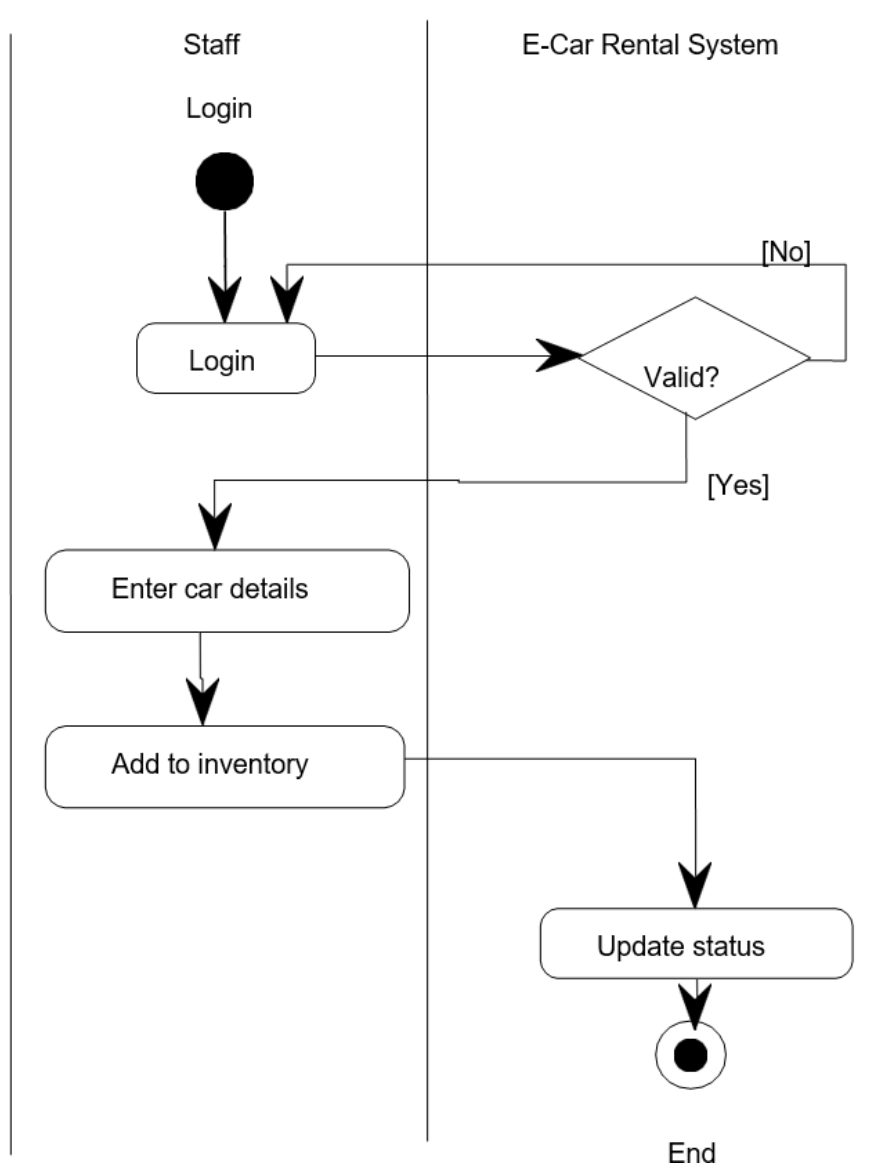 Staff
E-Car Rental System
Login
[No]
Login
Valid?
[Yes]
Enter car details
Add to inventory
Update status
End